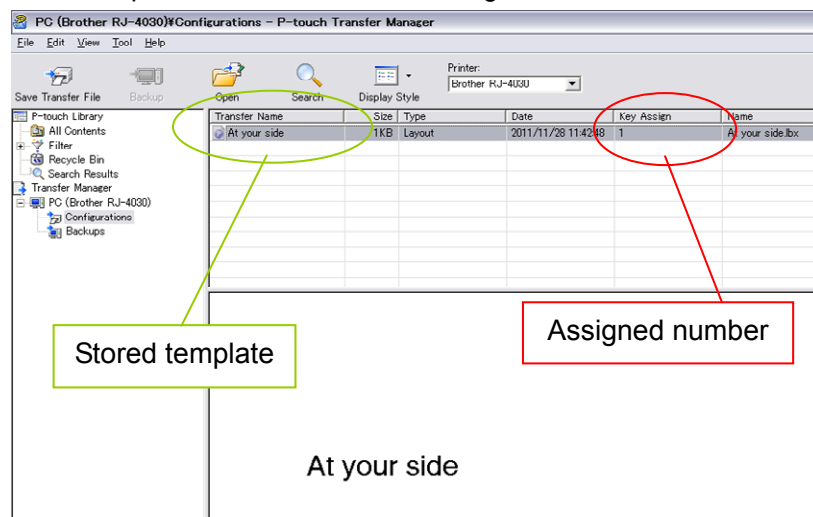 PC (Brother RJ-4030)¥Configurations - P-touch Transfer Manager
File Edit View Tool Help
Printer:
Brother RJ-4030
Save Transfer File Backup Open Search Display Style
P-touch Library
All Contents
Filter
Recycle Bin
Search Results
Transfer Manager
PC (Brother RJ-4030)
Configurations
Backups
Transfer Name Size Type Date Key Assign Name
At your side 1KB Layout 2011/11/28 11:42:48 1 At your side.lbx
Stored template
Assigned number
At your side